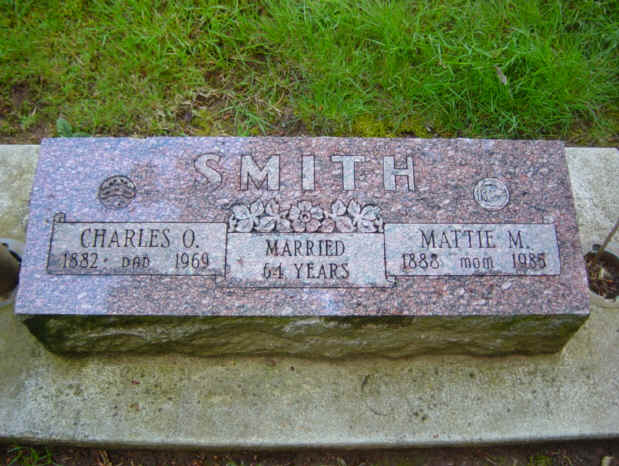 SMITH
CHARLES O.
1882 DAD 1969
MARRIED
64 YEARS
MATTIE M.
1888 MOM 1985